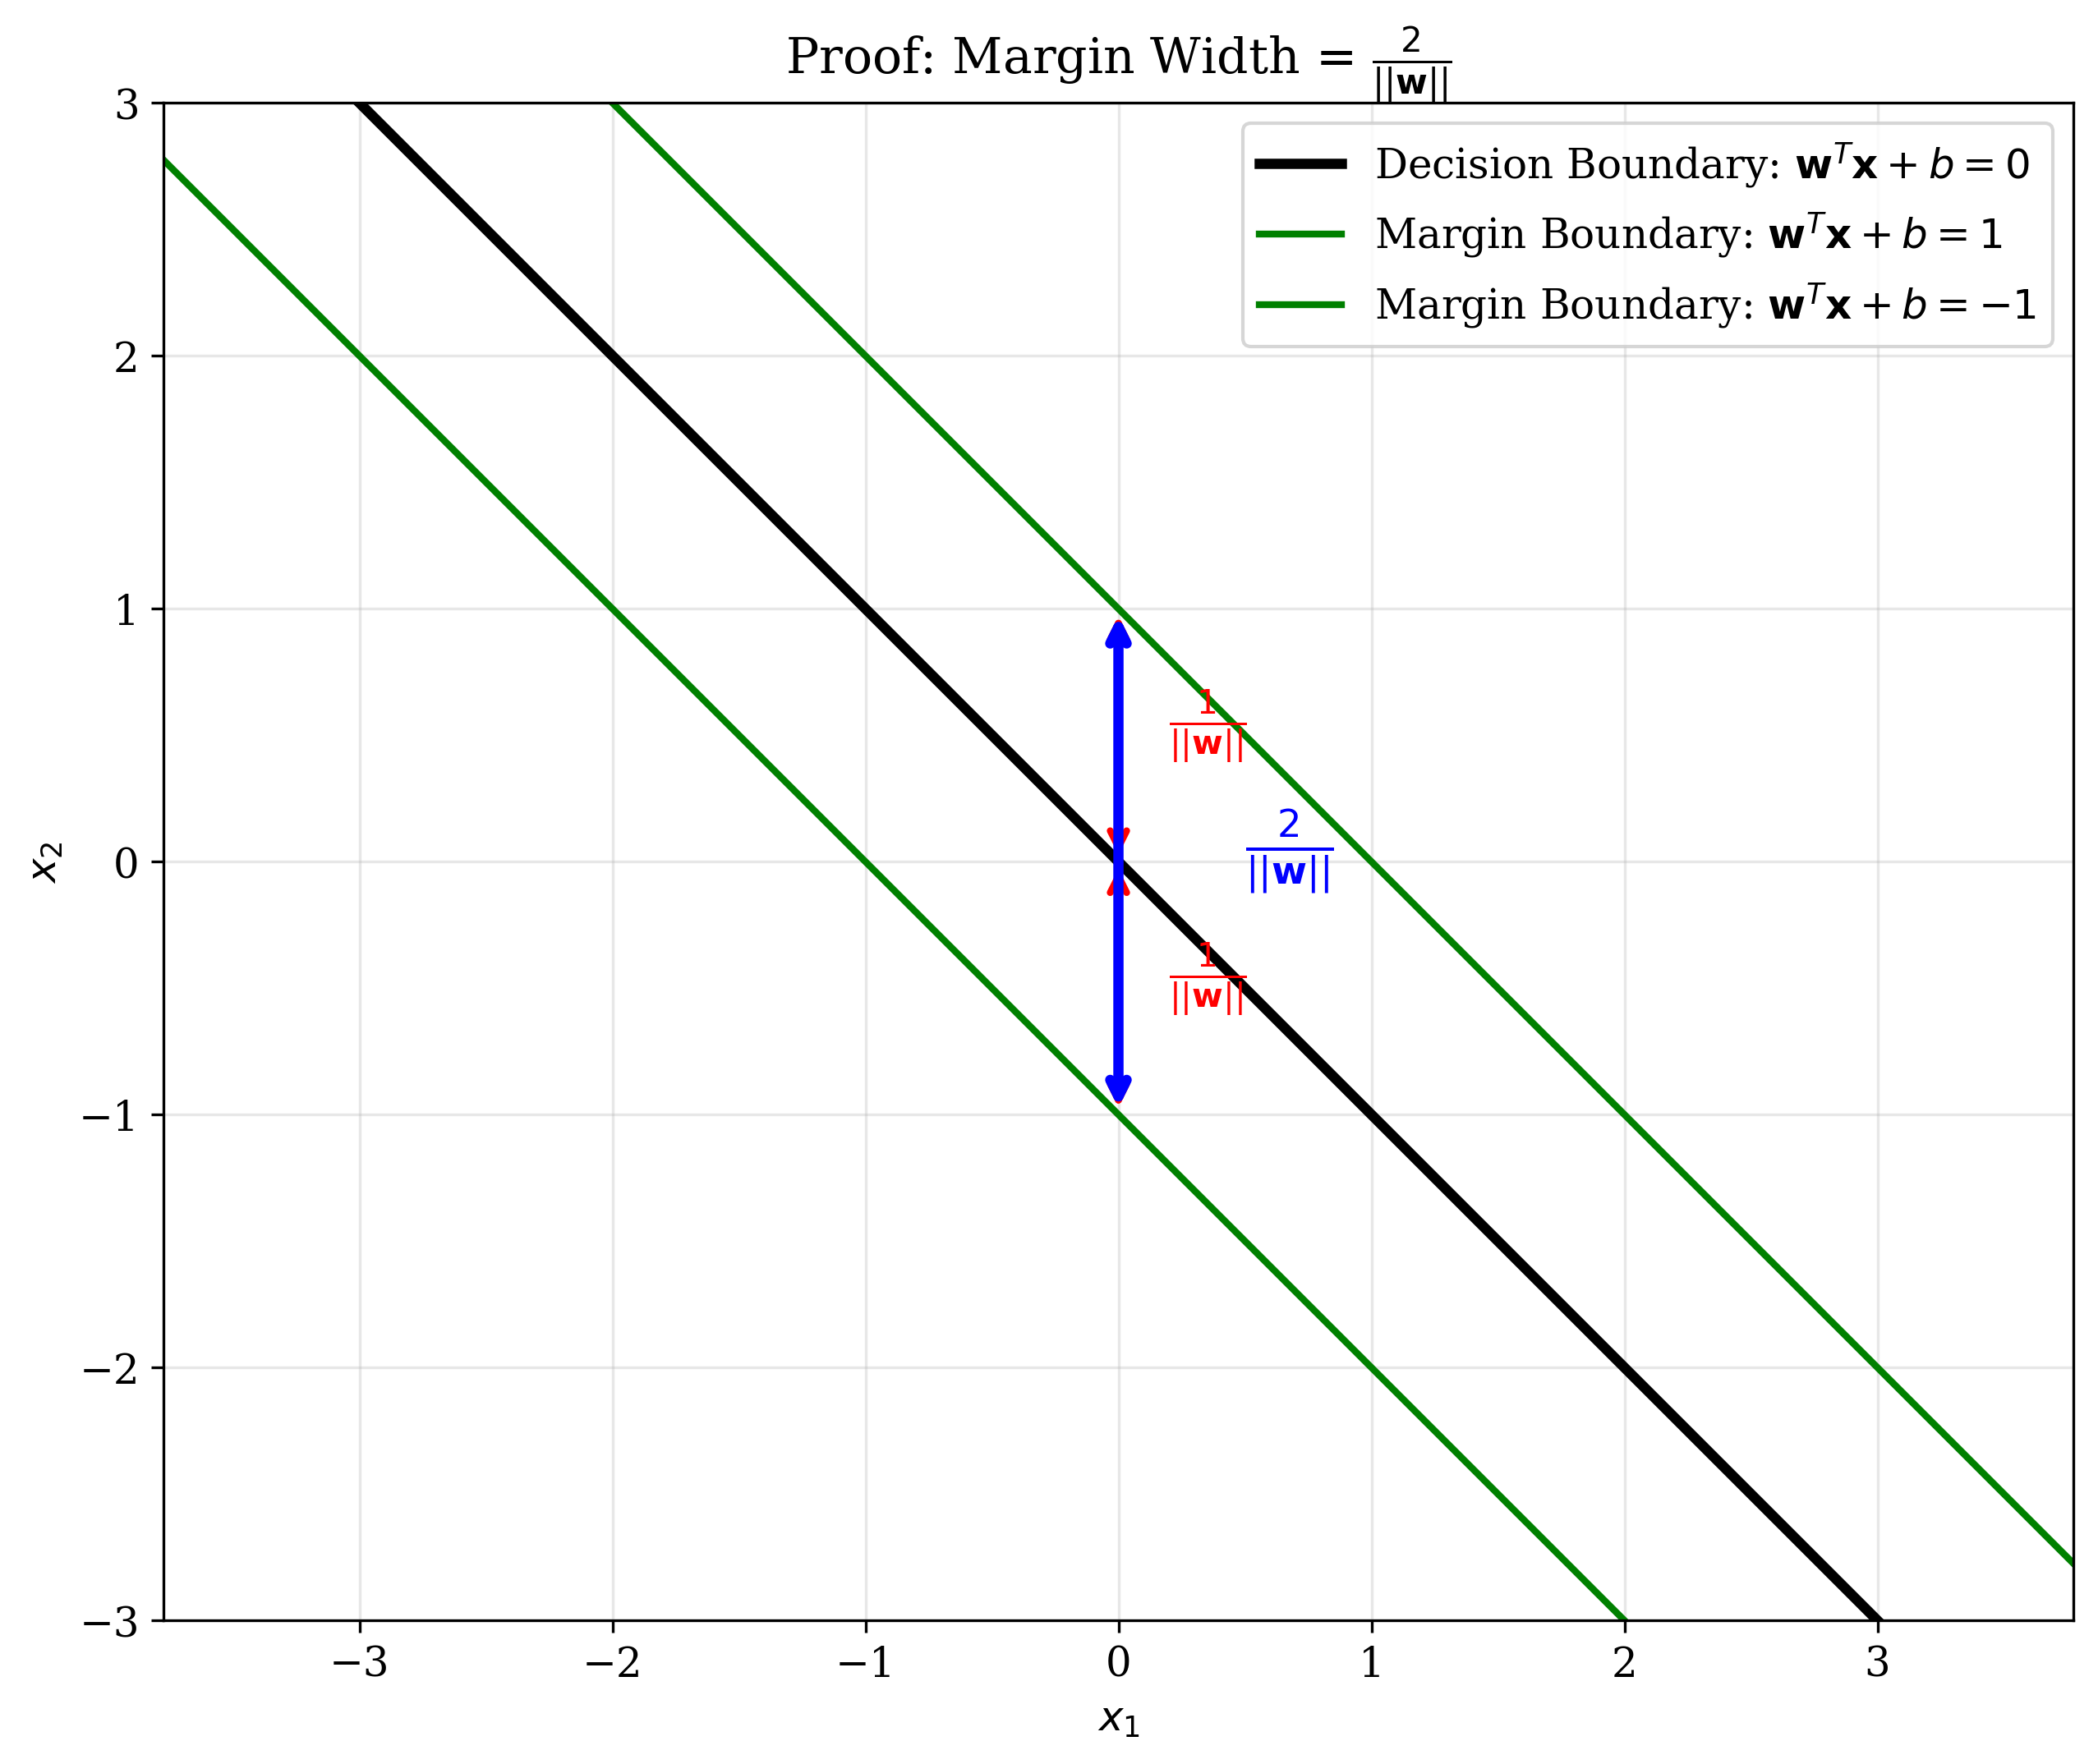 Proof: Margin Width = 2/||w||
Decision Boundary: w^T x + b = 0
Margin Boundary: w^T x + b = 1
Margin Boundary: w^T x + b = −1
3
2
1
0
−1
−2
−3
x₂
1/||w||
2/||w||
1/||w||
−3
−2
−1
0
1
2
3
x₁